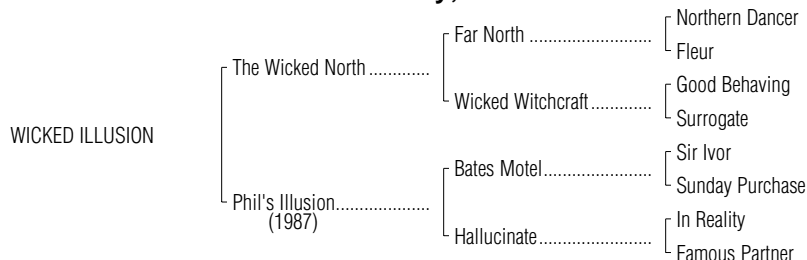 Northern Dancer
Far North
Fleur
The Wicked North
Good Behaving
Wicked Witchcraft
Surrogate
WICKED ILLUSION
Sir Ivor
Bates Motel
Sunday Purchase
Phil's Illusion
(1987)
In Reality
Hallucinate
Famous Partner